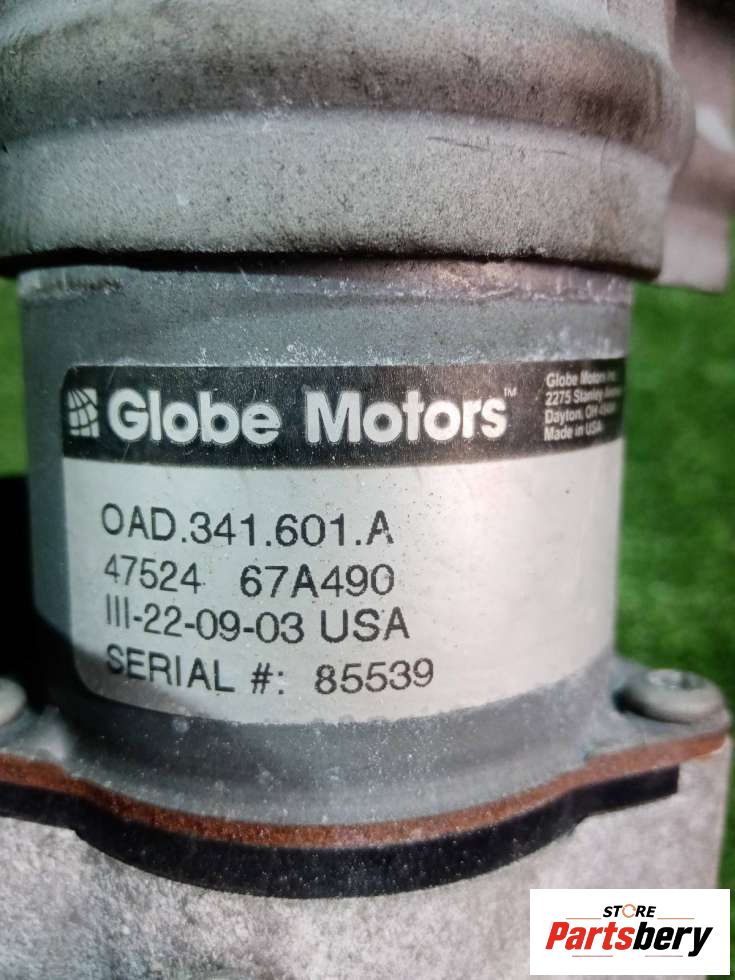 Globe Motors™
Globe Motors
2275 Stanley
Dayton, OH
Made in USA
OAD.341.601.A
47524 67A490
III-22-09-03 USA
SERIAL #: 85539
STORE
Partsbery